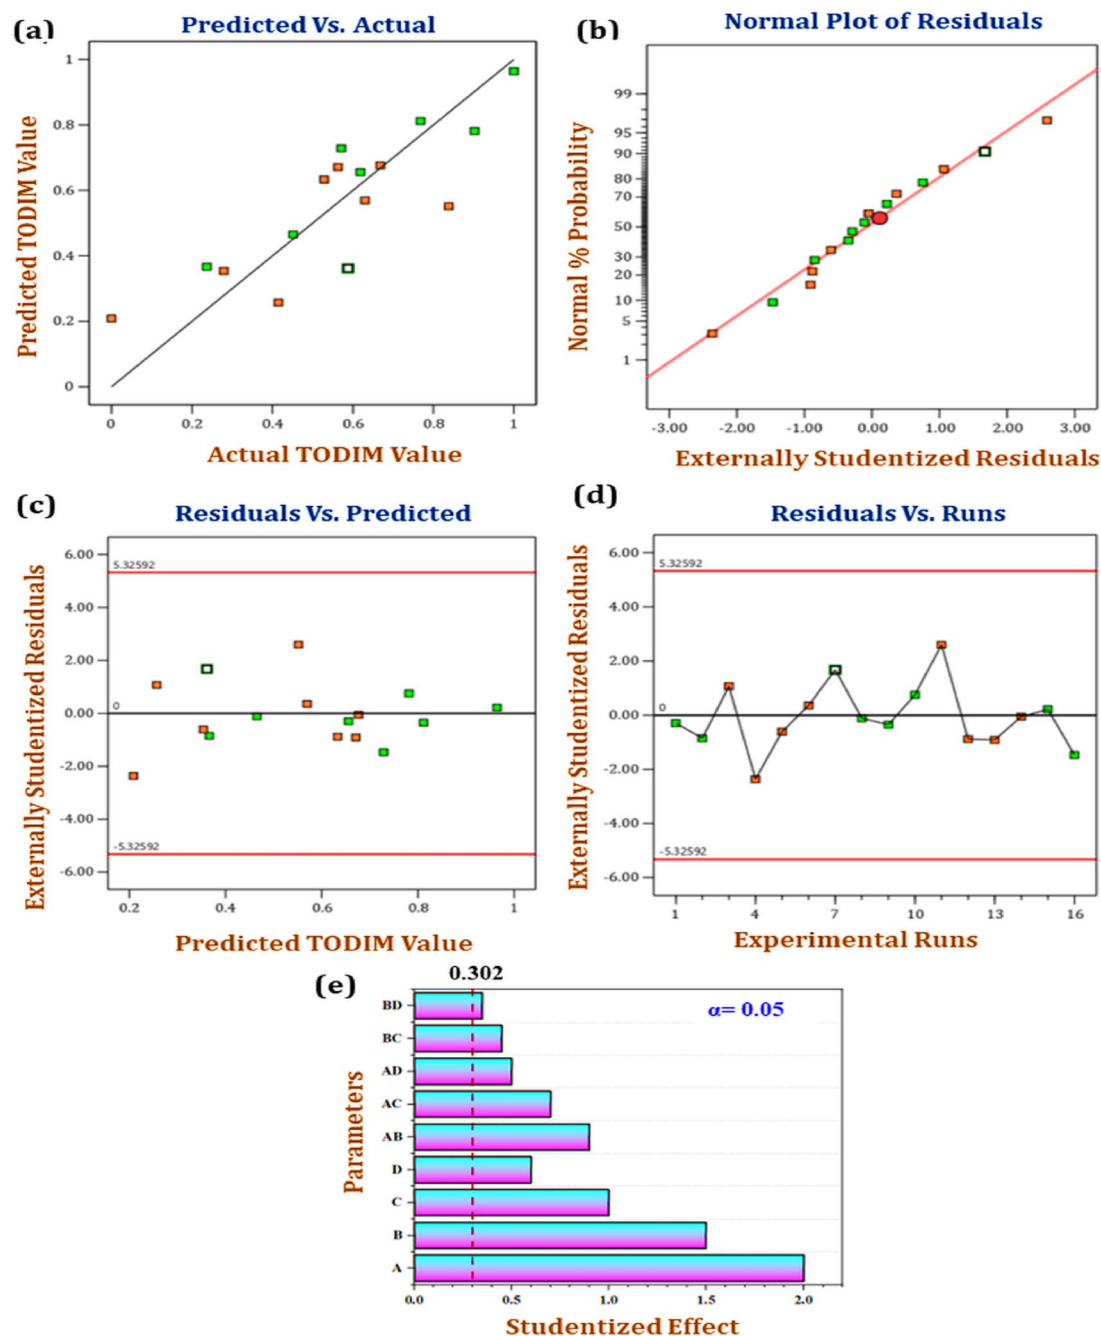 (a)
Predicted Vs. Actual
Predicted TODIM Value
1
0.8
0.6
0.4
0.2
0
0
0.2
0.4
0.6
0.8
1
Actual TODIM Value
(b)
Normal Plot of Residuals
Normal % Probability
99
95
90
80
70
50
30
20
10
5
1
-3.00
-2.00
-1.00
0.00
1.00
2.00
3.00
Externally Studentized Residuals
(c)
Residuals Vs. Predicted
Externally Studentized Residuals
6.00
4.00
2.00
0.00
-2.00
-4.00
-6.00
5.32592
0
-5.32592
0.2
0.4
0.6
0.8
1
Predicted TODIM Value
(d)
Residuals Vs. Runs
Externally Studentized Residuals
6.00
4.00
2.00
0.00
-2.00
-4.00
-6.00
5.32592
0
-5.32592
1
4
7
10
13
16
Experimental Runs
(e)
0.302
α= 0.05
Parameters
BD
BC
AD
AC
AB
D
C
B
A
0.0
0.5
1.0
1.5
2.0
Studentized Effect